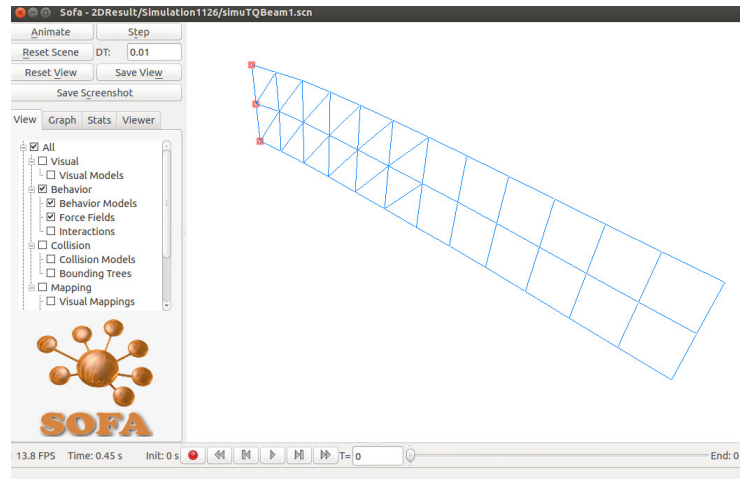 Sofa - 2DResult/Simulation1126/simuTQBeam1.scn
Animate Step
Reset Scene DT: 0.01
Reset View Save View
Save Screenshot
View Graph Stats Viewer
All
Visual
Visual Models
Behavior
Behavior Models
Force Fields
Interactions
Collision
Collision Models
Bounding Trees
Mapping
Visual Mappings
SOFA
13.8 FPS Time: 0.45 s Init: 0 s T= 0 End: 0